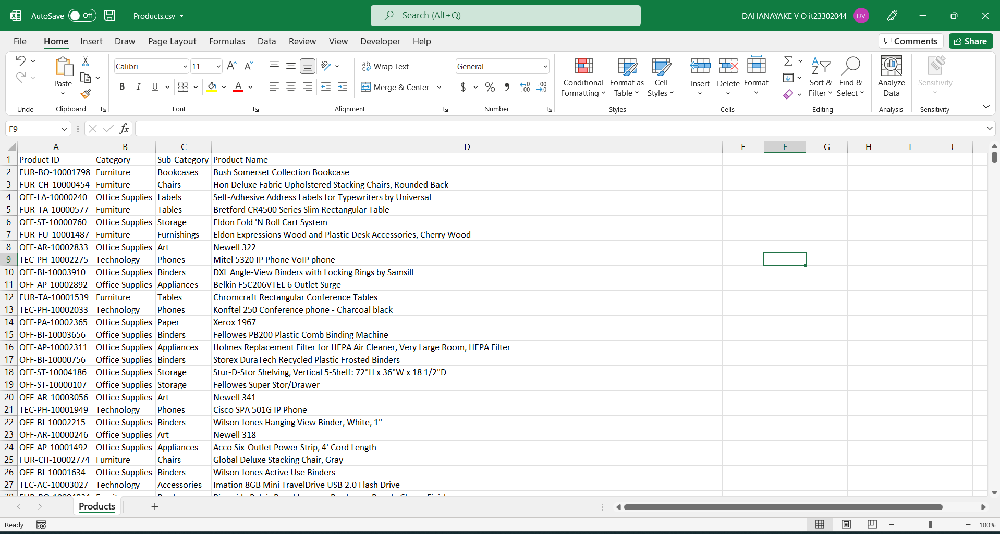 AutoSave Off Products.csv Search (Alt+Q) DAHANAYAKE V O it23302044 DV
File Home Insert Draw Page Layout Formulas Data Review View Developer Help Comments Share
Calibri 11 Wrap Text General
Paste B I U A Merge & Center $ % Conditional Formatting Format as Table Cell Styles Insert Delete Format Sort & Filter Find & Select Analyze Data Sensitivity
Undo Clipboard Font Alignment Number Styles Cells Editing Analysis Sensitivity
F9 fx
A B C D E F G H I J
1 Product ID Category Sub-Category Product Name
2 FUR-BO-10001798 Furniture Bookcases Bush Somerset Collection Bookcase
3 FUR-CH-10000454 Furniture Chairs Hon Deluxe Fabric Upholstered Stacking Chairs, Rounded Back
4 OFF-LA-10000240 Office Supplies Labels Self-Adhesive Address Labels for Typewriters by Universal
5 FUR-TA-10000577 Furniture Tables Bretford CR4500 Series Slim Rectangular Table
6 OFF-ST-10000760 Office Supplies Storage Eldon Fold 'N Roll Cart System
7 FUR-FU-10001487 Furniture Furnishings Eldon Expressions Wood and Plastic Desk Accessories, Cherry Wood
8 OFF-AR-10002833 Office Supplies Art Newell 322
9 TEC-PH-10002275 Technology Phones Mitel 5320 IP Phone VoIP phone
10 OFF-BI-10003910 Office Supplies Binders DXL Angle-View Binders with Locking Rings by Samsill
11 OFF-AP-10002892 Office Supplies Appliances Belkin F5C206VTEL 6 Outlet Surge
12 FUR-TA-10001539 Furniture Tables Chromcraft Rectangular Conference Tables
13 TEC-PH-10002033 Technology Phones Konftel 250 Conference phone - Charcoal black
14 OFF-PA-10002365 Office Supplies Paper Xerox 1967
15 OFF-BI-10003656 Office Supplies Binders Fellowes PB200 Plastic Comb Binding Machine
16 OFF-AP-10002311 Office Supplies Appliances Holmes Replacement Filter for HEPA Air Cleaner, Very Large Room, HEPA Filter
17 OFF-BI-10000756 Office Supplies Binders Storex DuraTech Recycled Plastic Frosted Binders
18 OFF-ST-10004186 Office Supplies Storage Stur-D-Stor Shelving, Vertical 5-Shelf: 72"H x 36"W x 18 1/2"D
19 OFF-ST-10000107 Office Supplies Storage Fellowes Super Stor/Drawer
20 OFF-AR-10003056 Office Supplies Art Newell 341
21 TEC-PH-10001949 Technology Phones Cisco SPA 501G IP Phone
22 OFF-BI-10002215 Office Supplies Binders Wilson Jones Hanging View Binder, White, 1"
23 OFF-AR-10000246 Office Supplies Art Newell 318
24 OFF-AP-10001492 Office Supplies Appliances Acco Six-Outlet Power Strip, 4' Cord Length
25 FUR-CH-10002774 Furniture Chairs Global Deluxe Stacking Chair, Gray
26 OFF-BI-10001634 Office Supplies Binders Wilson Jones Active Use Binders
27 TEC-AC-10003027 Technology Accessories Imation 8GB Mini TravelDrive USB 2.0 Flash Drive
Products
Ready 100%